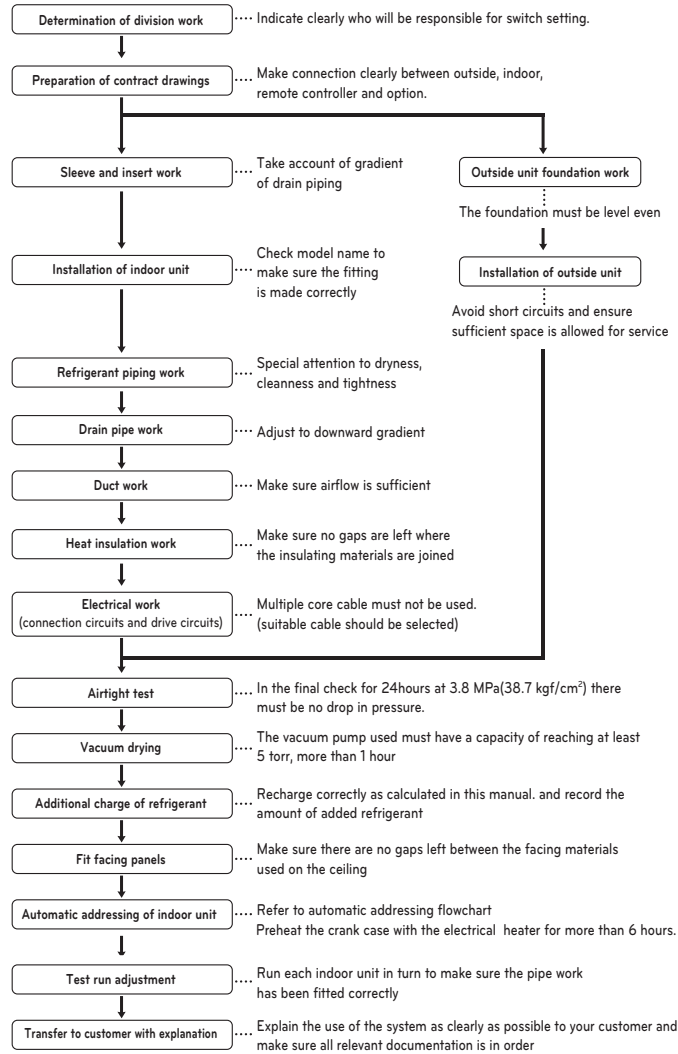 Determination of division work
Indicate clearly who will be responsible for switch setting.
Preparation of contract drawings
Make connection clearly between outside, indoor,
remote controller and option.
Sleeve and insert work
Take account of gradient
of drain piping
Outside unit foundation work
The foundation must be level even
Installation of indoor unit
Check model name to
make sure the fitting
is made correctly
Installation of outside unit
Avoid short circuits and ensure
sufficient space is allowed for service
Refrigerant piping work
Special attention to dryness,
cleanness and tightness
Drain pipe work
Adjust to downward gradient
Duct work
Make sure airflow is sufficient
Heat insulation work
Make sure no gaps are left where
the insulating materials are joined
Electrical work
(connection circuits and drive circuits)
Multiple core cable must not be used.
(suitable cable should be selected)
Airtight test
In the final check for 24hours at 3.8 MPa(38.7 kgf/cm²) there
must be no drop in pressure.
Vacuum drying
The vacuum pump used must have a capacity of reaching at least
5 torr, more than 1 hour
Additional charge of refrigerant
Recharge correctly as calculated in this manual. and record the
amount of added refrigerant
Fit facing panels
Make sure there are no gaps left between the facing materials
used on the ceiling
Automatic addressing of indoor unit
Refer to automatic addressing flowchart
Preheat the crank case with the electrical heater for more than 6 hours.
Test run adjustment
Run each indoor unit in turn to make sure the pipe work
has been fitted correctly
Transfer to customer with explanation
Explain the use of the system as clearly as possible to your customer and
make sure all relevant documentation is in order